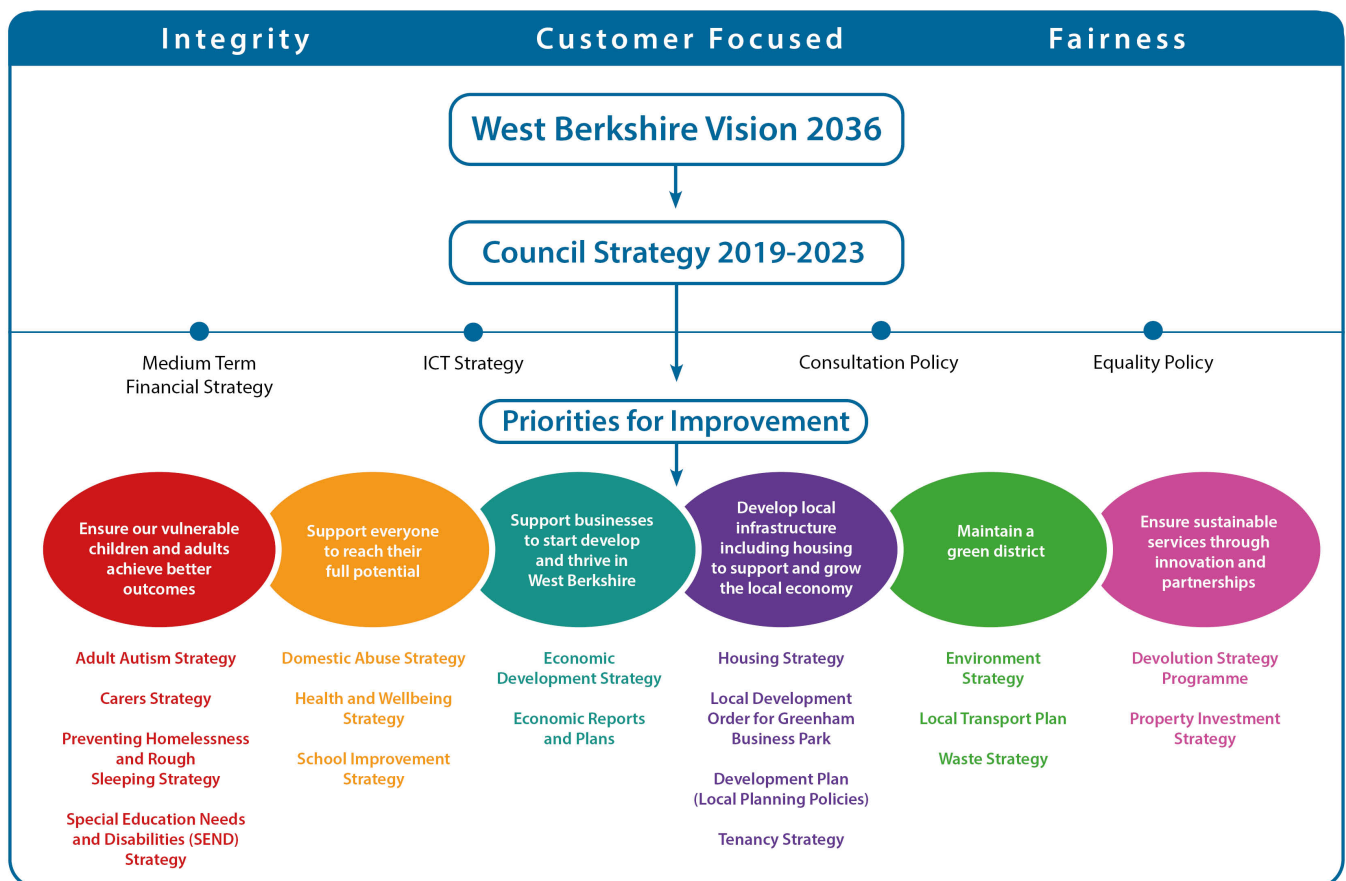 Integrity
Customer Focused
Fairness
West Berkshire Vision 2036
Council Strategy 2019-2023
Medium Term
Financial Strategy
ICT Strategy
Consultation Policy
Equality Policy
Priorities for Improvement
Ensure our vulnerable
children and adults
achieve better
outcomes
Support everyone
to reach their
full potential
Support businesses
to start develop
and thrive in
West Berkshire
Develop local
infrastructure
including housing
to support and grow
the local economy
Maintain a
green district
Ensure sustainable
services through
innovation and
partnerships
Adult Autism Strategy
Carers Strategy
Preventing Homelessness
and Rough
Sleeping Strategy
Special Education Needs
and Disabilities (SEND)
Strategy
Domestic Abuse Strategy
Health and Wellbeing
Strategy
School Improvement
Strategy
Economic
Development Strategy
Economic Reports
and Plans
Housing Strategy
Local Development
Order for Greenham
Business Park
Development Plan
(Local Planning Policies)
Tenancy Strategy
Environment
Strategy
Local Transport Plan
Waste Strategy
Devolution Strategy
Programme
Property Investment
Strategy